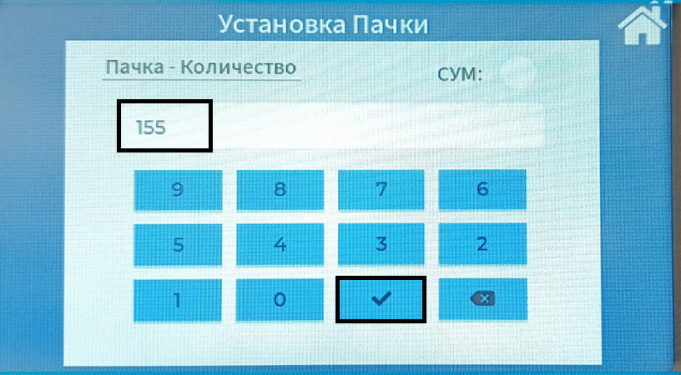 Установка Пачки
Пачка - Количество
СУМ:
155
9 8 7 6
5 4 3 2
1 0